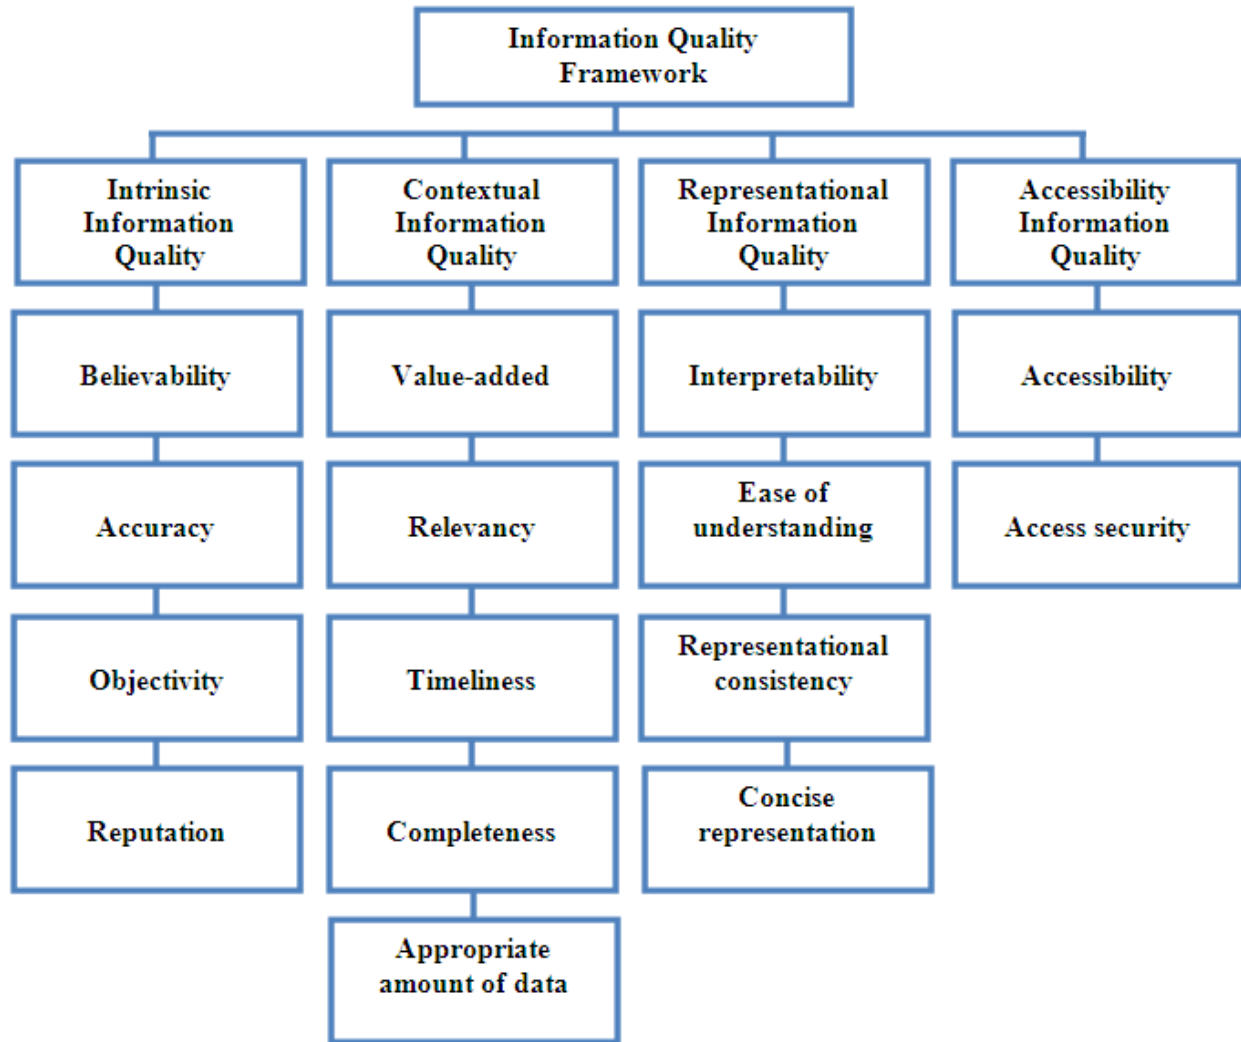 Information Quality
Framework
Intrinsic
Information
Quality
Contextual
Information
Quality
Representational
Information
Quality
Accessibility
Information
Quality
Believability
Value-added
Interpretability
Accessibility
Accuracy
Relevancy
Ease of
understanding
Access security
Objectivity
Timeliness
Representational
consistency
Reputation
Completeness
Concise
representation
Appropriate
amount of data